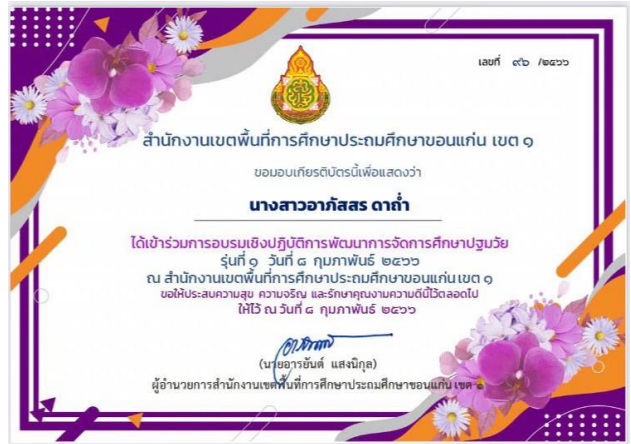 เลขที่ ๙๖ /๒๕๖๖
สำนักงานเขตพื้นที่การศึกษาประถมศึกษาขอนแก่น เขต ๑
ขอมอบเกียรติบัตรนี้เพื่อแสดงว่า
นางสาวอาภัสสร ดาถ่ำ
ได้เข้าร่วมการอบรมเชิงปฏิบัติการพัฒนาการจัดการศึกษาปฐมวัย
รุ่นที่ ๑ วันที่ ๘ กุมภาพันธ์ ๒๕๖๖
ณ สำนักงานเขตพื้นที่การศึกษาประถมศึกษาขอนแก่น เขต ๑
ขอให้ประสบความสุข ความจริญ และรักษาคุณงามความดีนี้ไว้ตลอดไป
ให้ไว้ ณ วันที่ ๘ กุมภาพันธ์ ๒๕๖๖
(นายอารยันต์ แสงนิกุล)
ผู้อำนวยการสำนักงานเขตพื้นที่การศึกษาประถมศึกษาขอนแก่น เขต ๑